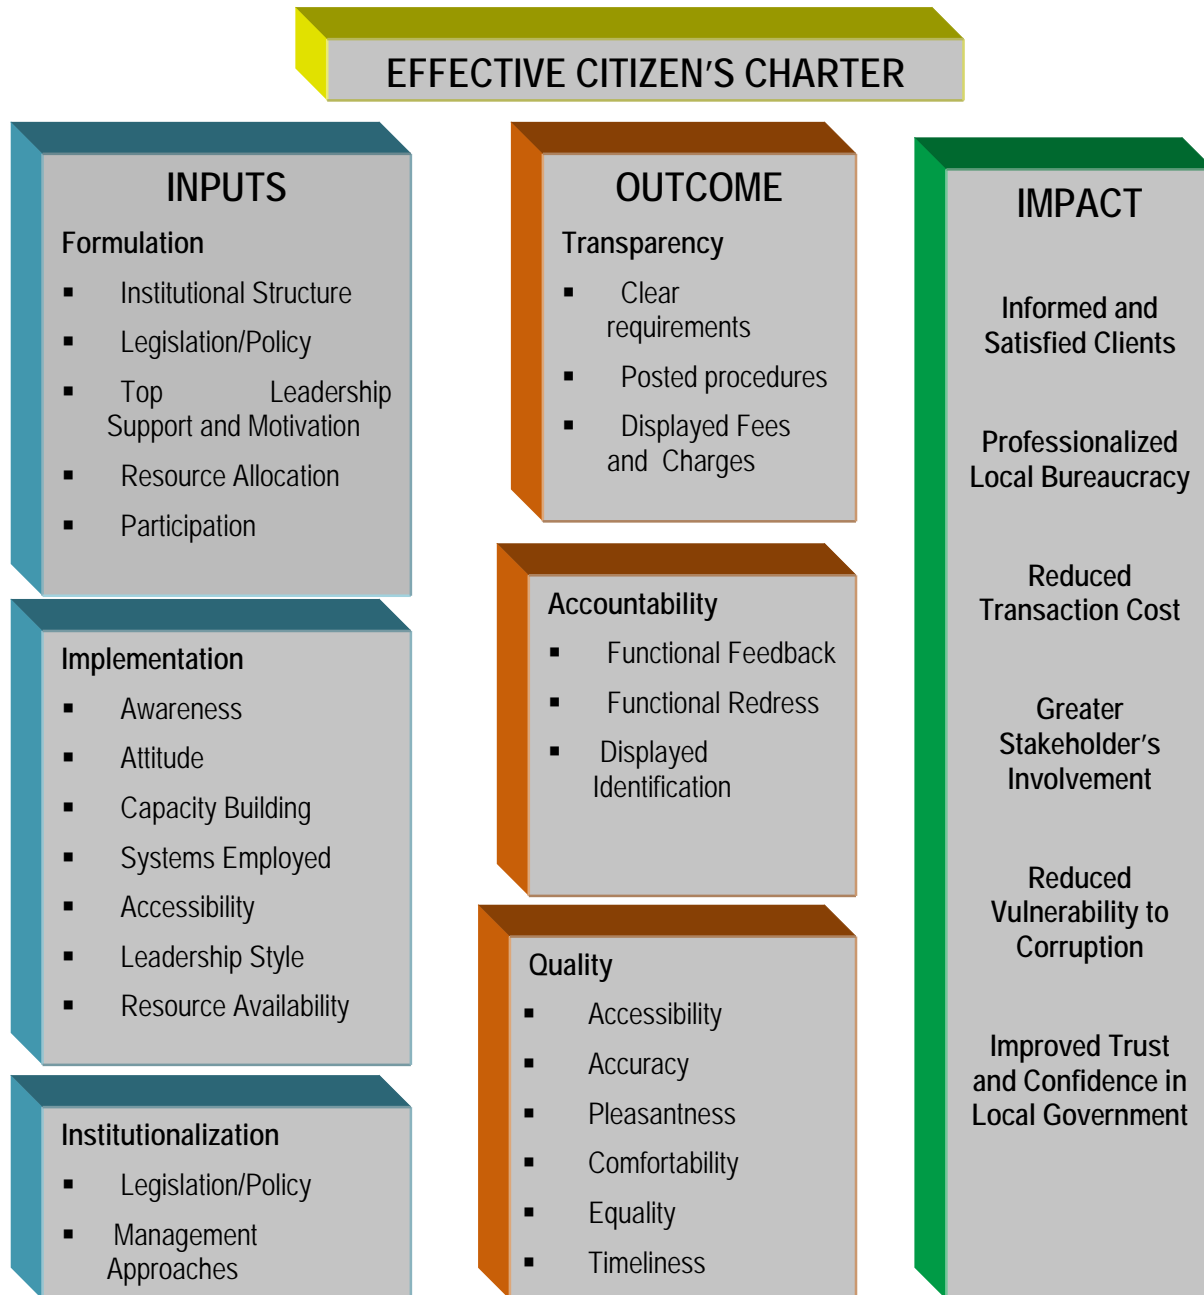 EFFECTIVE CITIZEN'S CHARTER
INPUTS
Formulation
▪ Institutional Structure
▪ Legislation/Policy
▪ Top Leadership
Support and Motivation
▪ Resource Allocation
▪ Participation
Implementation
▪ Awareness
▪ Attitude
▪ Capacity Building
▪ Systems Employed
▪ Accessibility
▪ Leadership Style
▪ Resource Availability
Institutionalization
▪ Legislation/Policy
▪ Management
Approaches
OUTCOME
Transparency
▪ Clear
requirements
▪ Posted procedures
▪ Displayed Fees
and Charges
Accountability
▪ Functional Feedback
▪ Functional Redress
▪ Displayed
Identification
Quality
▪ Accessibility
▪ Accuracy
▪ Pleasantness
▪ Comfortability
▪ Equality
▪ Timeliness
IMPACT
Informed and
Satisfied Clients
Professionalized
Local Bureaucracy
Reduced
Transaction Cost
Greater
Stakeholder's
Involvement
Reduced
Vulnerability to
Corruption
Improved Trust
and Confidence in
Local Government